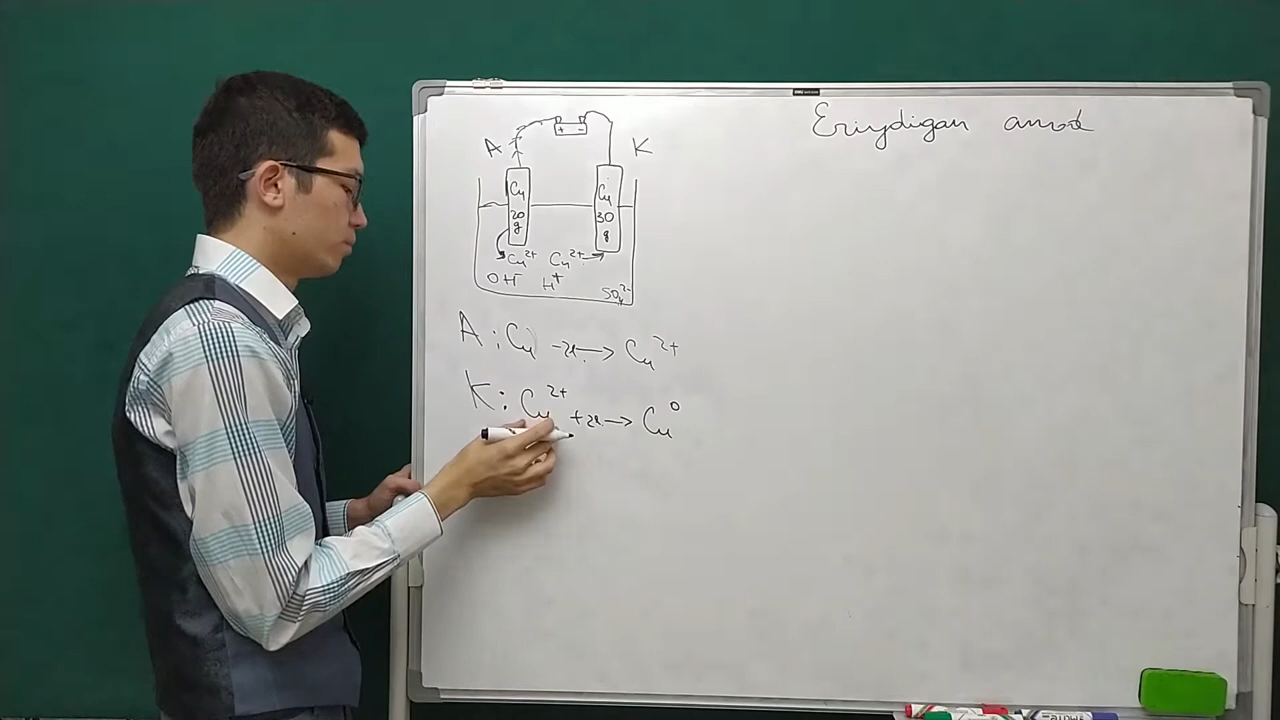 Eriydigan anod
+ -
A K
Cu Cu
20 30
g g
Cu²⁺ Cu²⁺
OH⁻ H⁺ SO₄²⁻
A: Cu -2e⟶ Cu²⁺
K: Cu²⁺ +2e⟶ Cu⁰